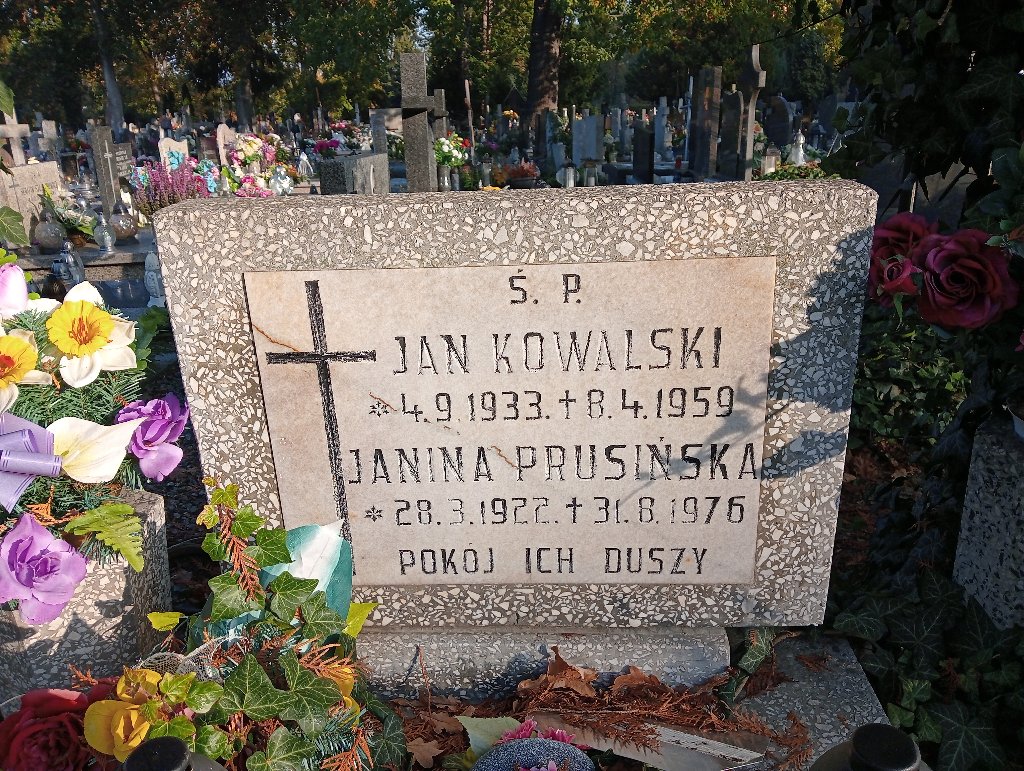 Ś. P.
JAN KOWALSKI
* 4.9.1933. † 8.4.1959
JANINA PRUSIŃSKA
* 28.3.1922. † 31.8.1976
POKÓJ ICH DUSZY